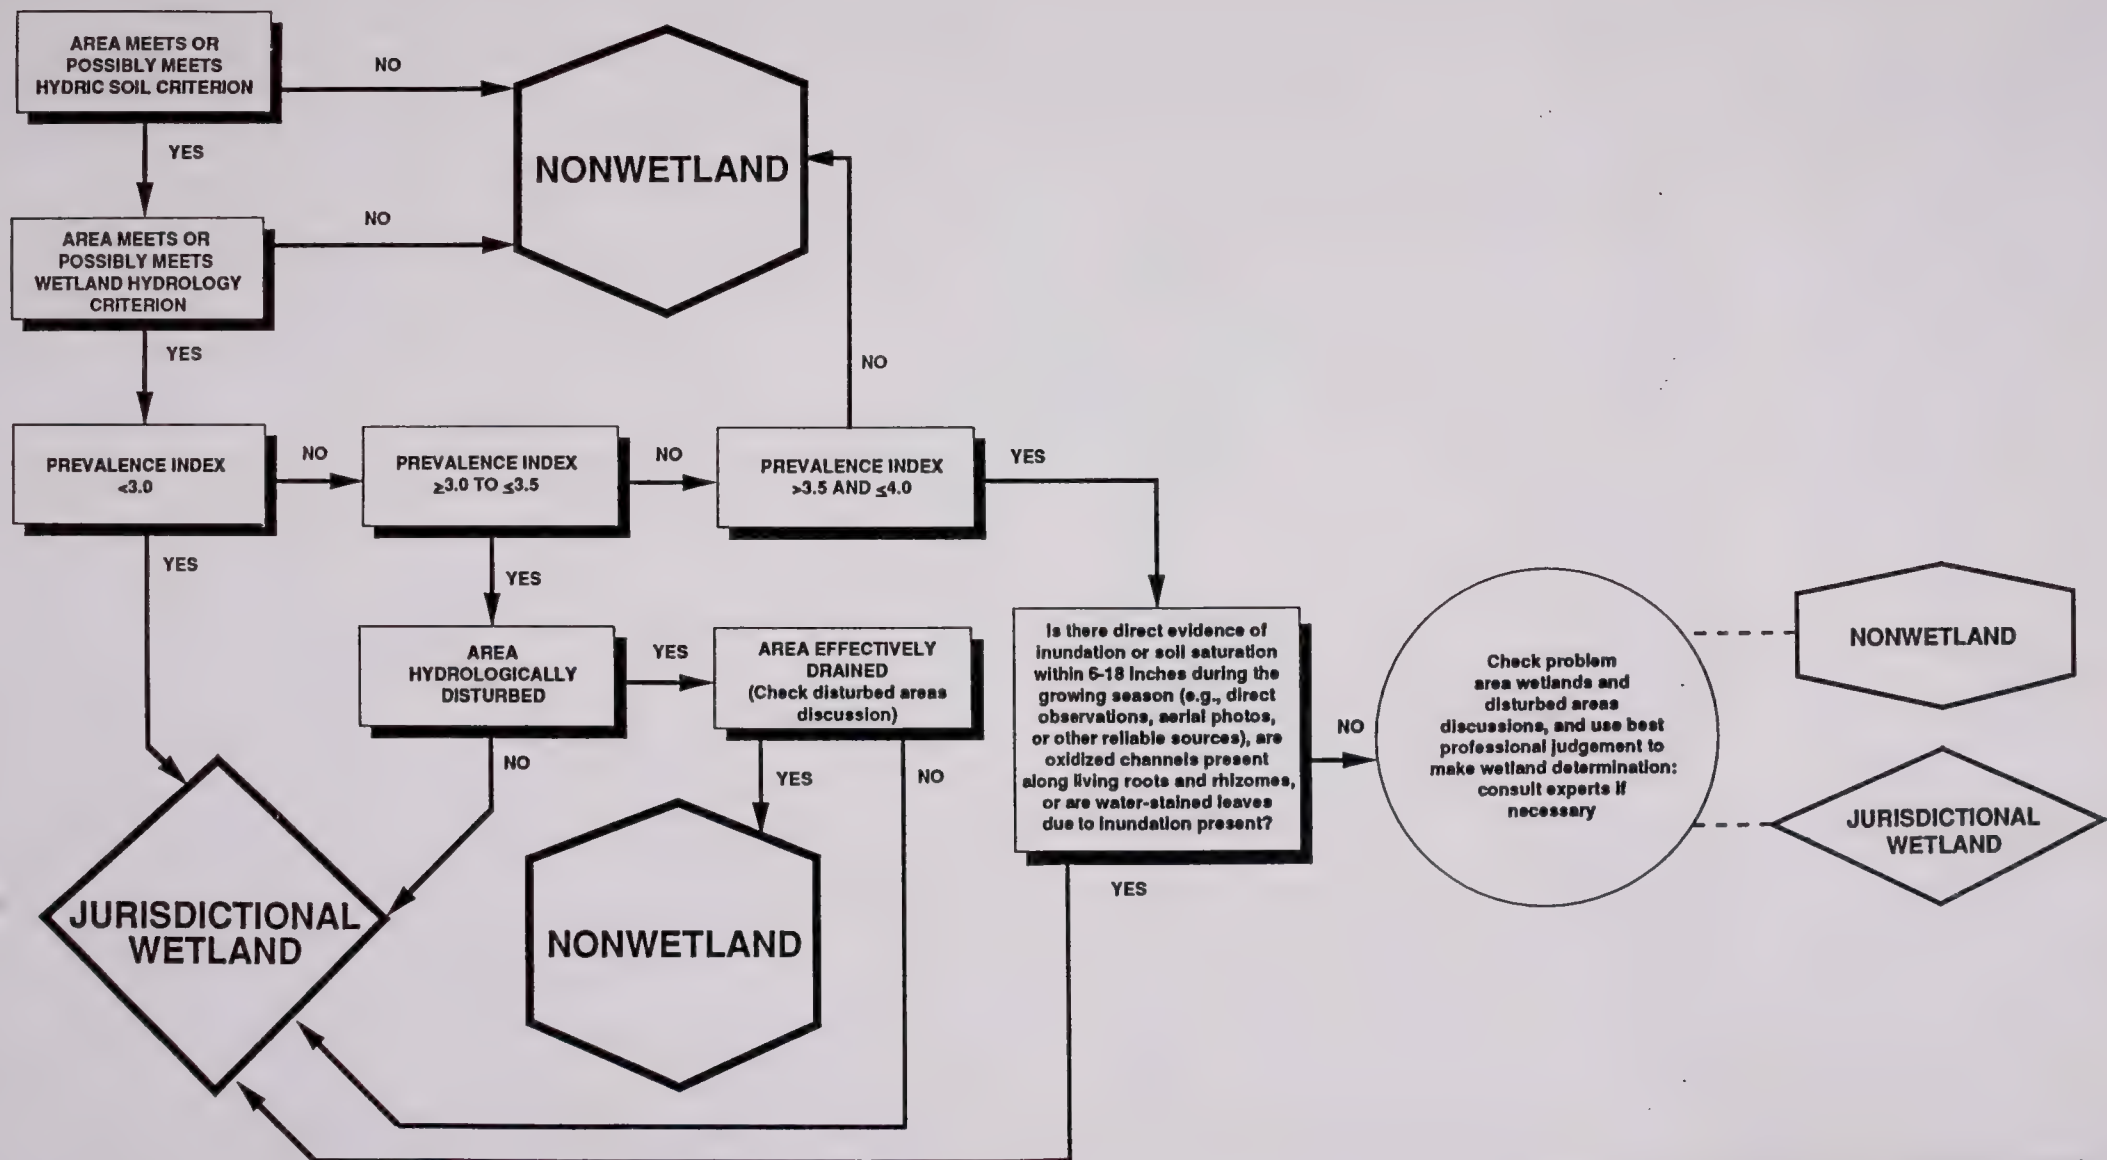 AREA MEETS OR
POSSIBLY MEETS
HYDRIC SOIL CRITERION
NO
YES
NONWETLAND
AREA MEETS OR
POSSIBLY MEETS
WETLAND HYDROLOGY
CRITERION
NO
YES
NO
PREVALENCE INDEX
<3.0
NO
PREVALENCE INDEX
≥3.0 TO ≤3.5
NO
PREVALENCE INDEX
>3.5 AND ≤4.0
YES
YES
YES
AREA
HYDROLOGICALLY
DISTURBED
YES
AREA EFFECTIVELY
DRAINED
(Check disturbed areas
discussion)
NO
YES
NO
Is there direct evidence of
inundation or soil saturation
within 6-18 inches during the
growing season (e.g., direct
observations, aerial photos,
or other reliable sources), are
oxidized channels present
along living roots and rhizomes,
or are water-stained leaves
due to inundation present?
NO
YES
Check problem
area wetlands and
disturbed areas
discussions, and use best
professional judgement to
make wetland determination:
consult experts if
necessary
NONWETLAND
JURISDICTIONAL
WETLAND
JURISDICTIONAL
WETLAND
NONWETLAND